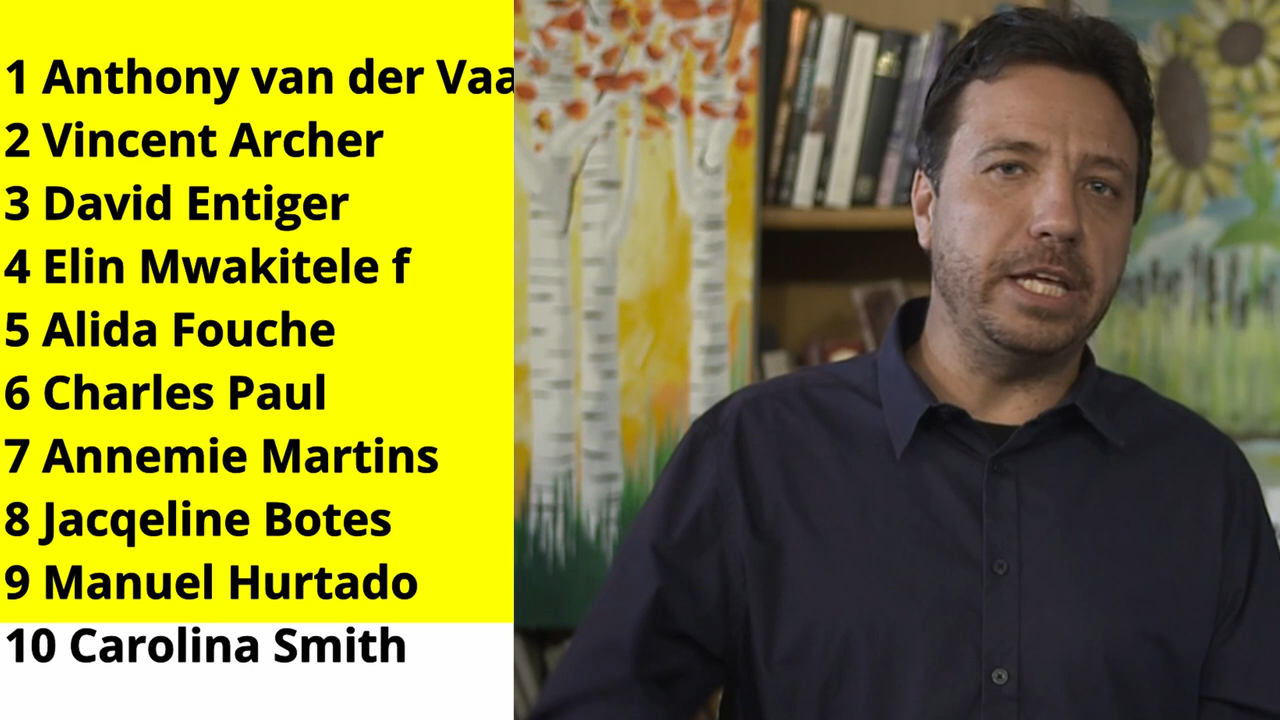 1 Anthony van der Vaa
2 Vincent Archer
3 David Entiger
4 Elin Mwakitele f
5 Alida Fouche
6 Charles Paul
7 Annemie Martins
8 Jacqeline Botes
9 Manuel Hurtado
10 Carolina Smith